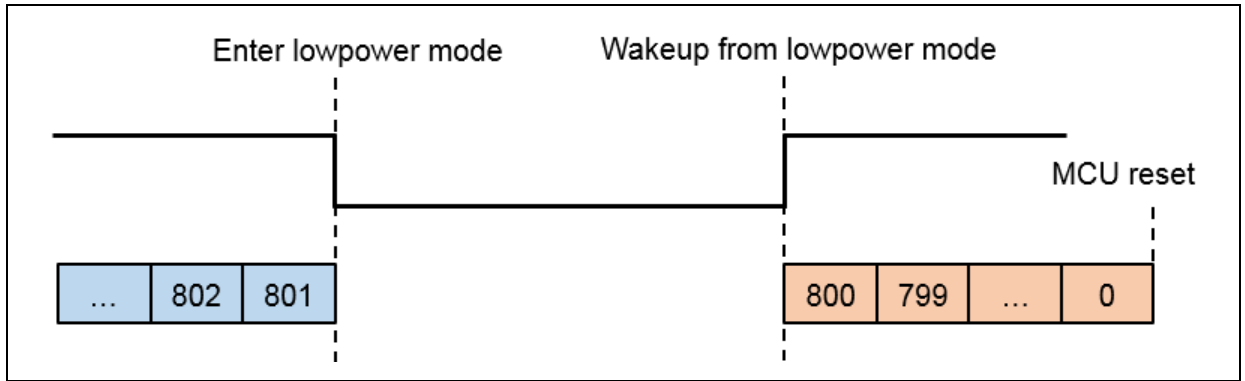 Enter lowpower mode
Wakeup from lowpower mode
MCU reset
... 802 801
800 799 ... 0